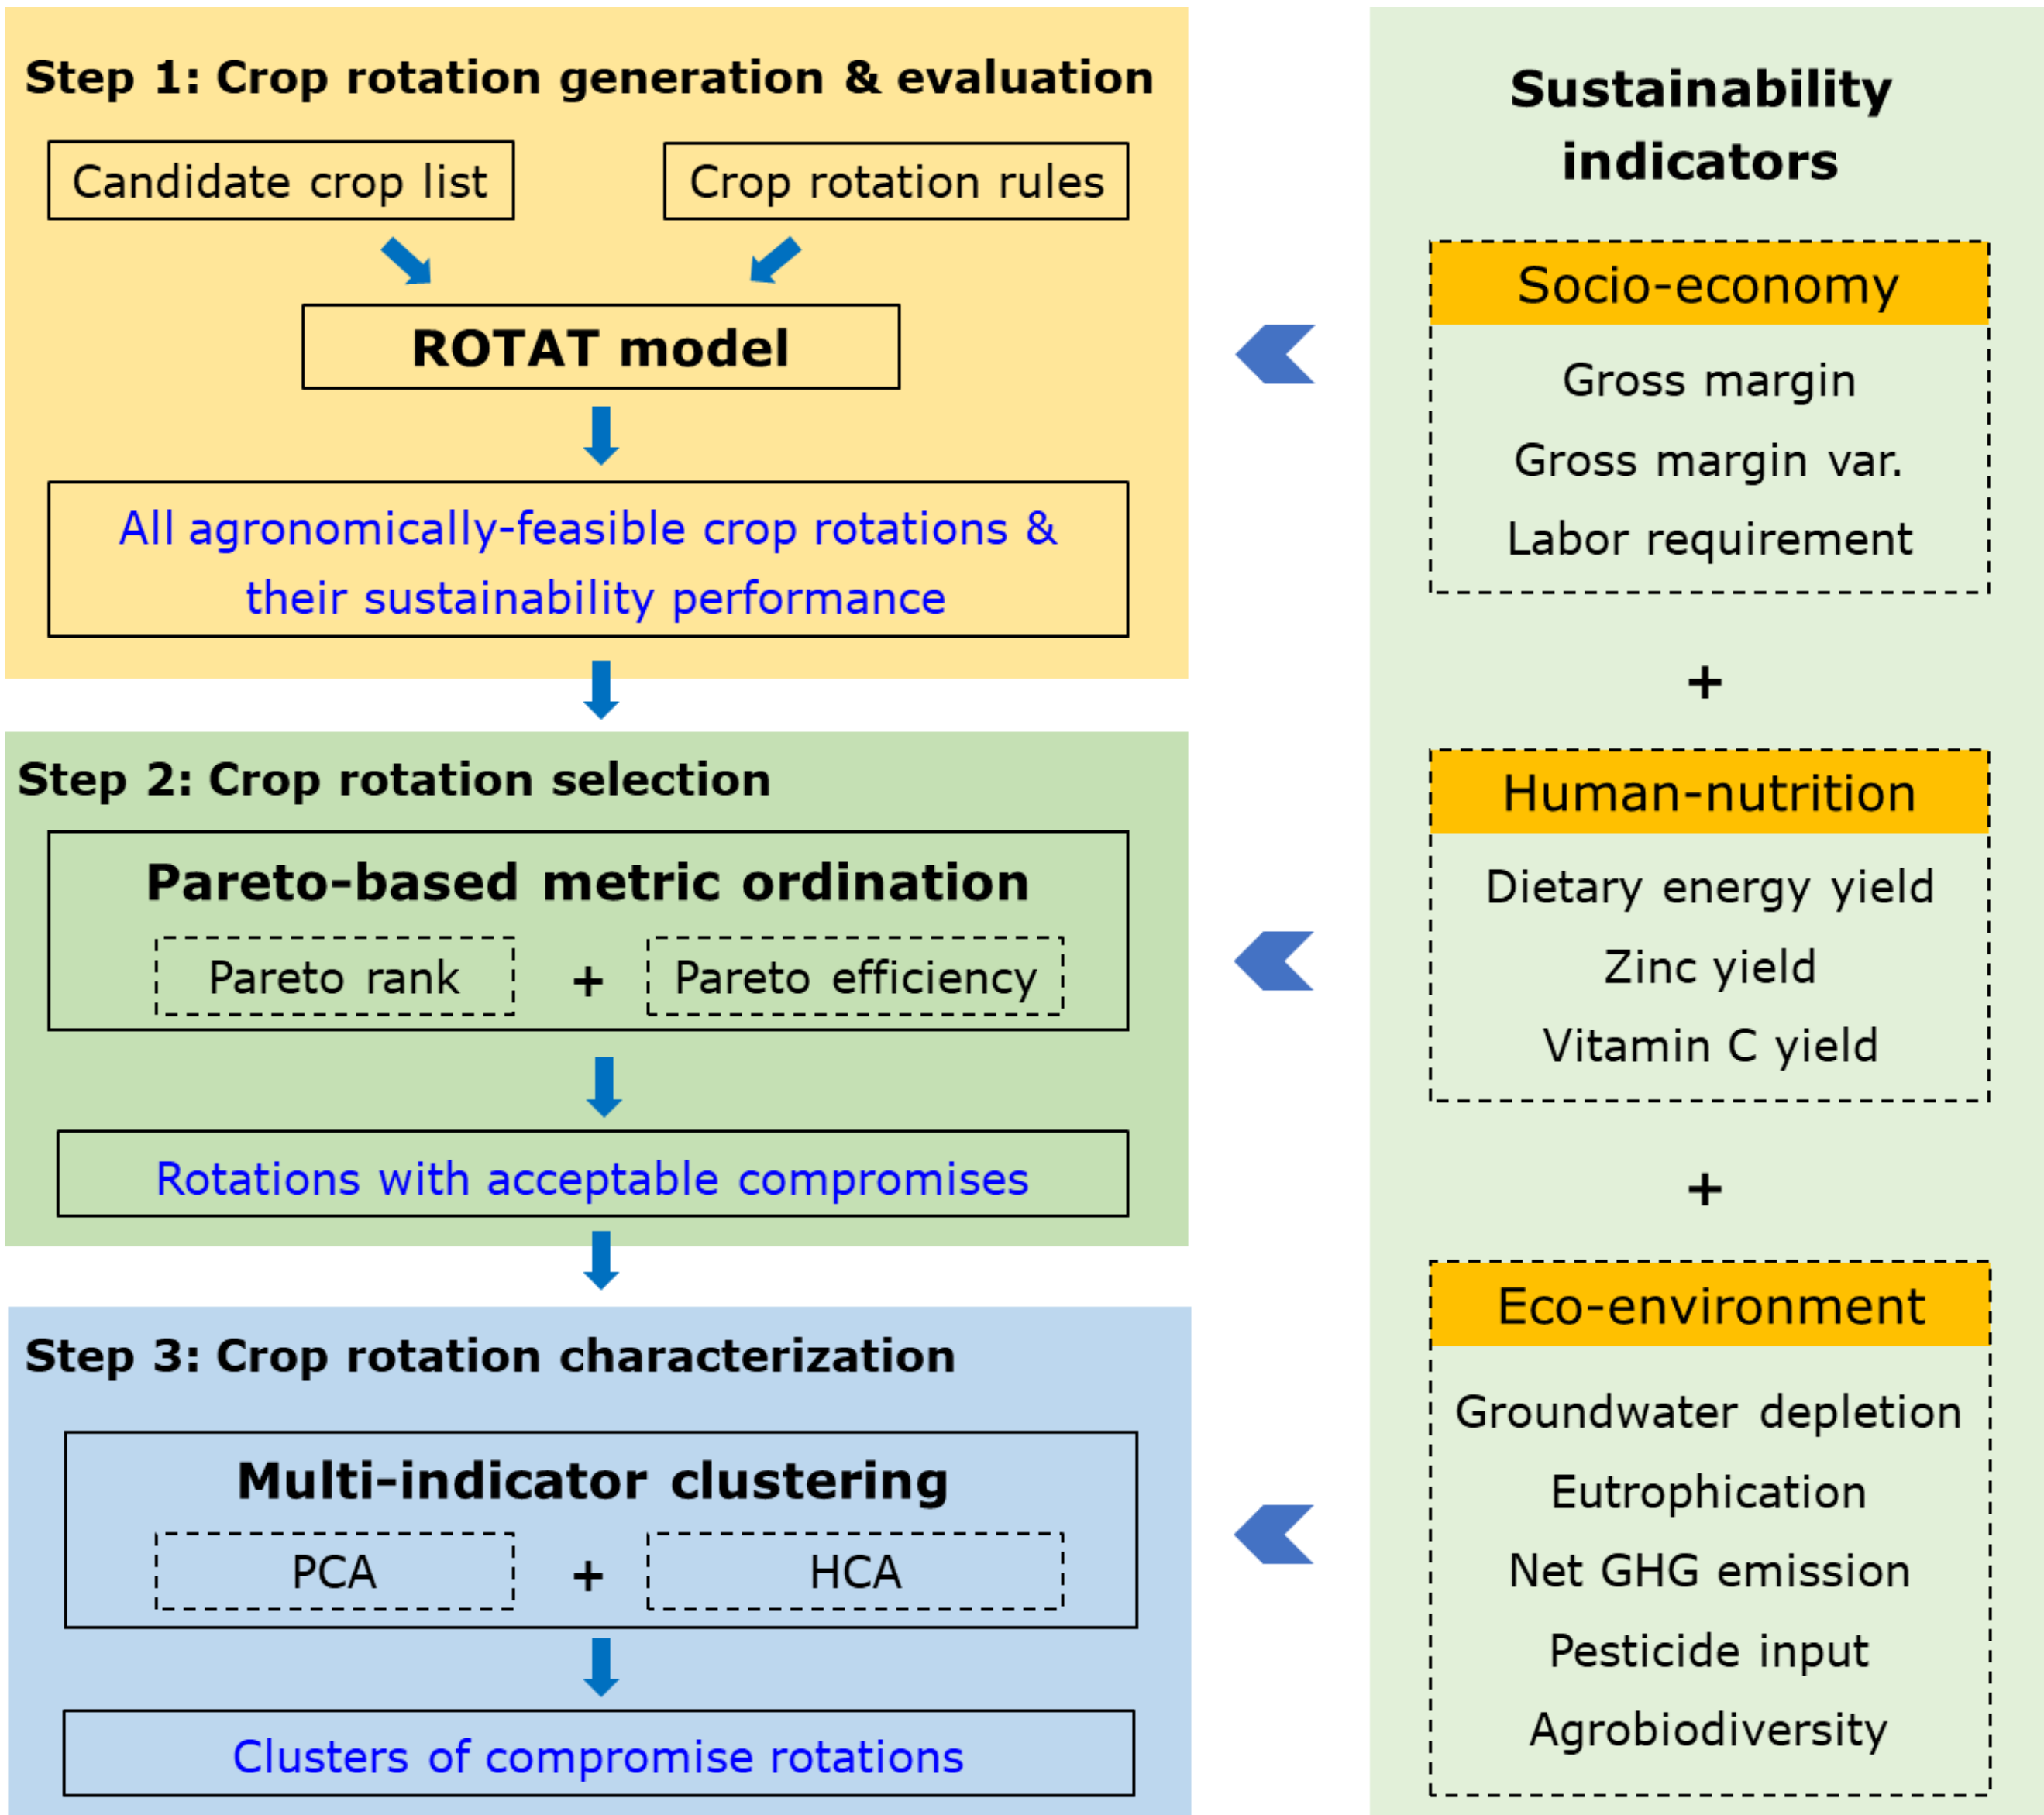 Step 1: Crop rotation generation & evaluation
Candidate crop list
Crop rotation rules
ROTAT model
All agronomically-feasible crop rotations &
their sustainability performance
Step 2: Crop rotation selection
Pareto-based metric ordination
Pareto rank
+
Pareto efficiency
Rotations with acceptable compromises
Step 3: Crop rotation characterization
Multi-indicator clustering
PCA
+
HCA
Clusters of compromise rotations
Sustainability
indicators
Socio-economy
Gross margin
Gross margin var.
Labor requirement
+
Human-nutrition
Dietary energy yield
Zinc yield
Vitamin C yield
+
Eco-environment
Groundwater depletion
Eutrophication
Net GHG emission
Pesticide input
Agrobiodiversity